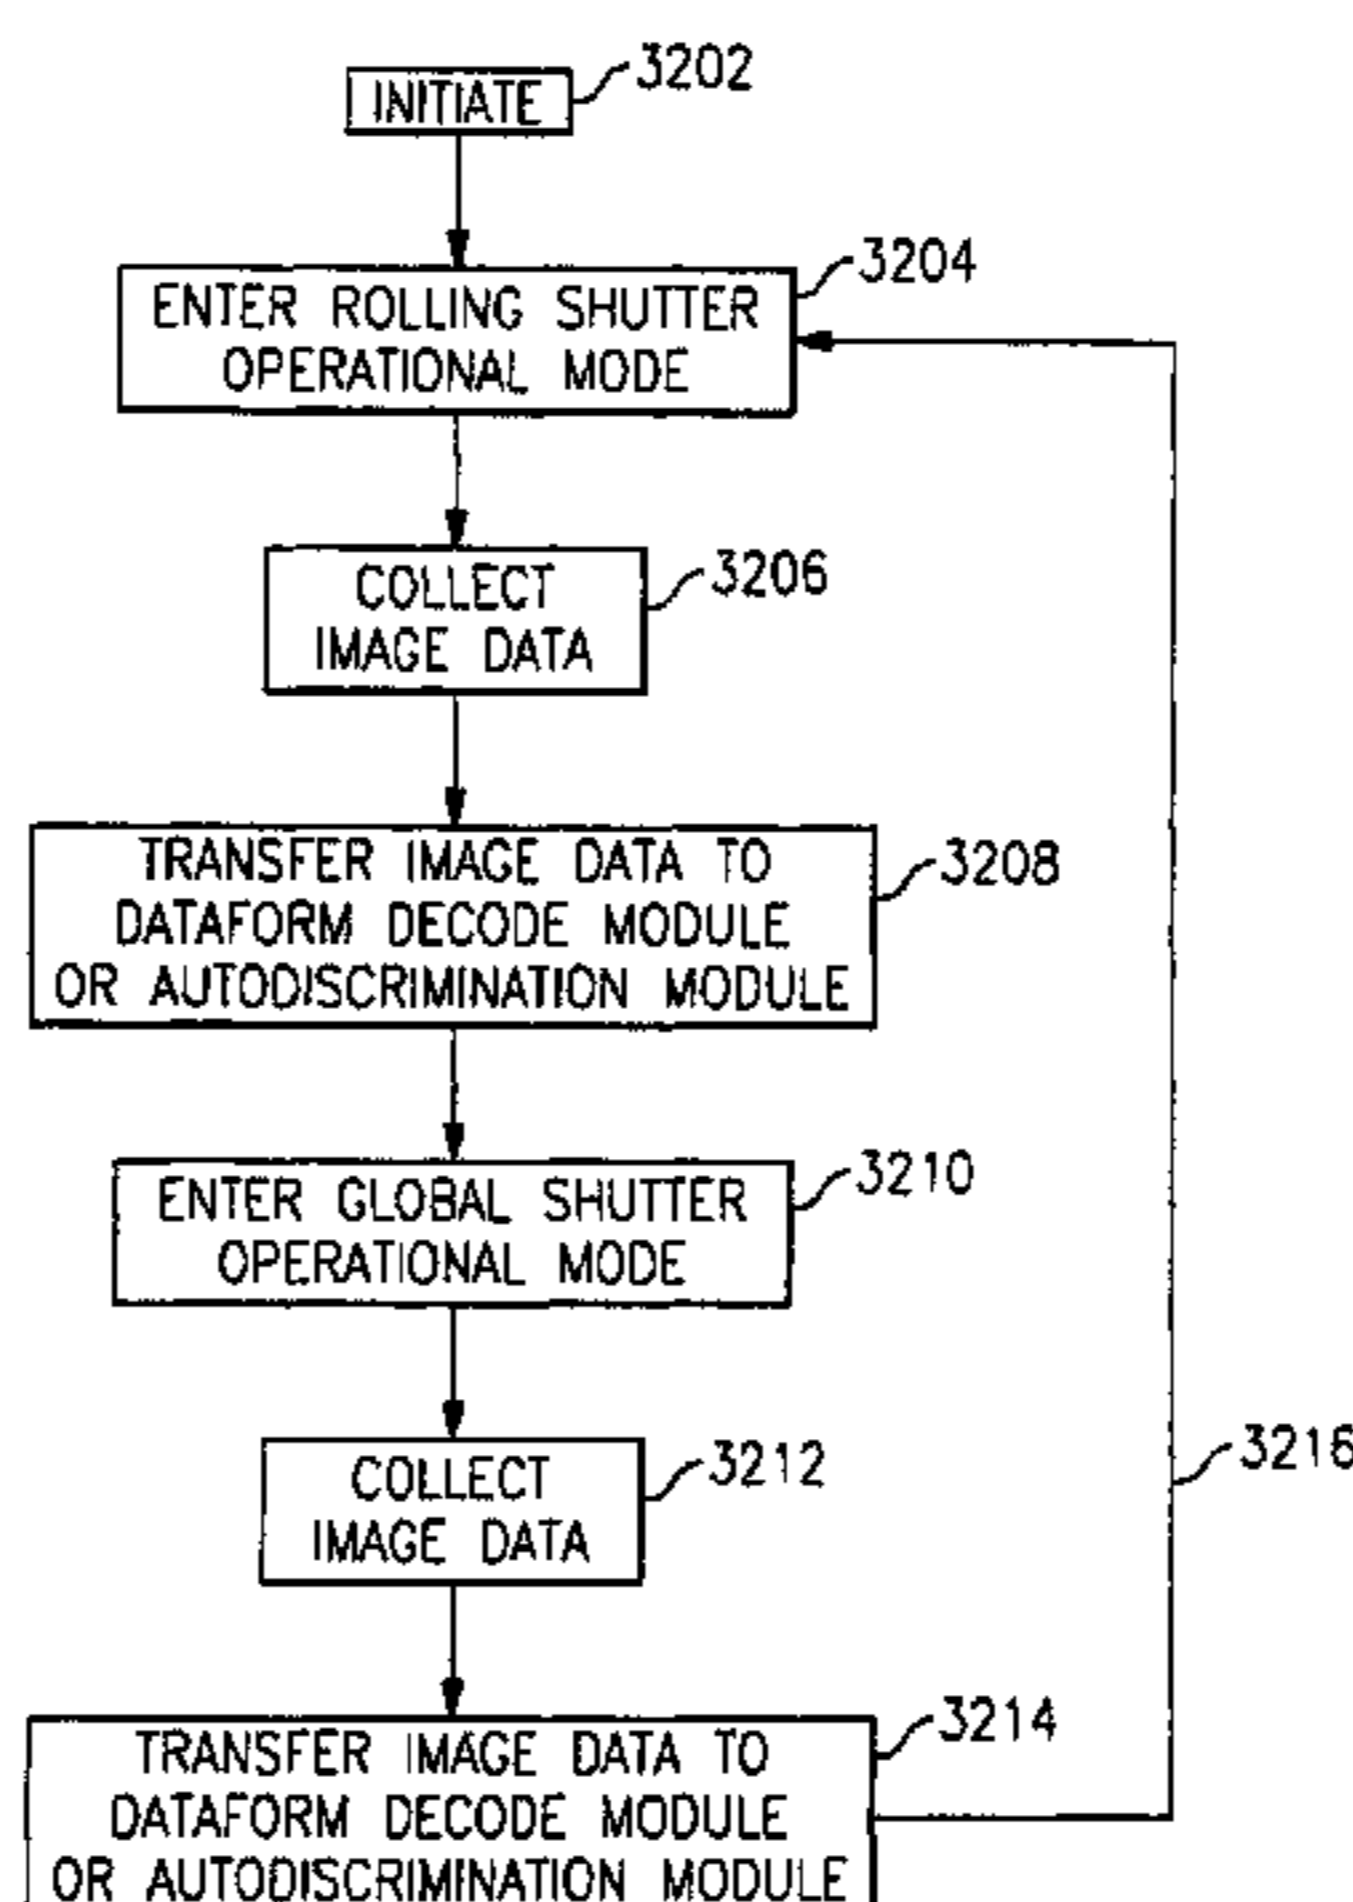 INITIATE
3202
ENTER ROLLING SHUTTER
OPERATIONAL MODE
3204
COLLECT
IMAGE DATA
3206
TRANSFER IMAGE DATA TO
DATAFORM DECODE MODULE
OR AUTODISCRIMINATION MODULE
3208
ENTER GLOBAL SHUTTER
OPERATIONAL MODE
3210
COLLECT
IMAGE DATA
3212
3216
TRANSFER IMAGE DATA TO
DATAFORM DECODE MODULE
OR AUTODISCRIMINATION MODULE
3214